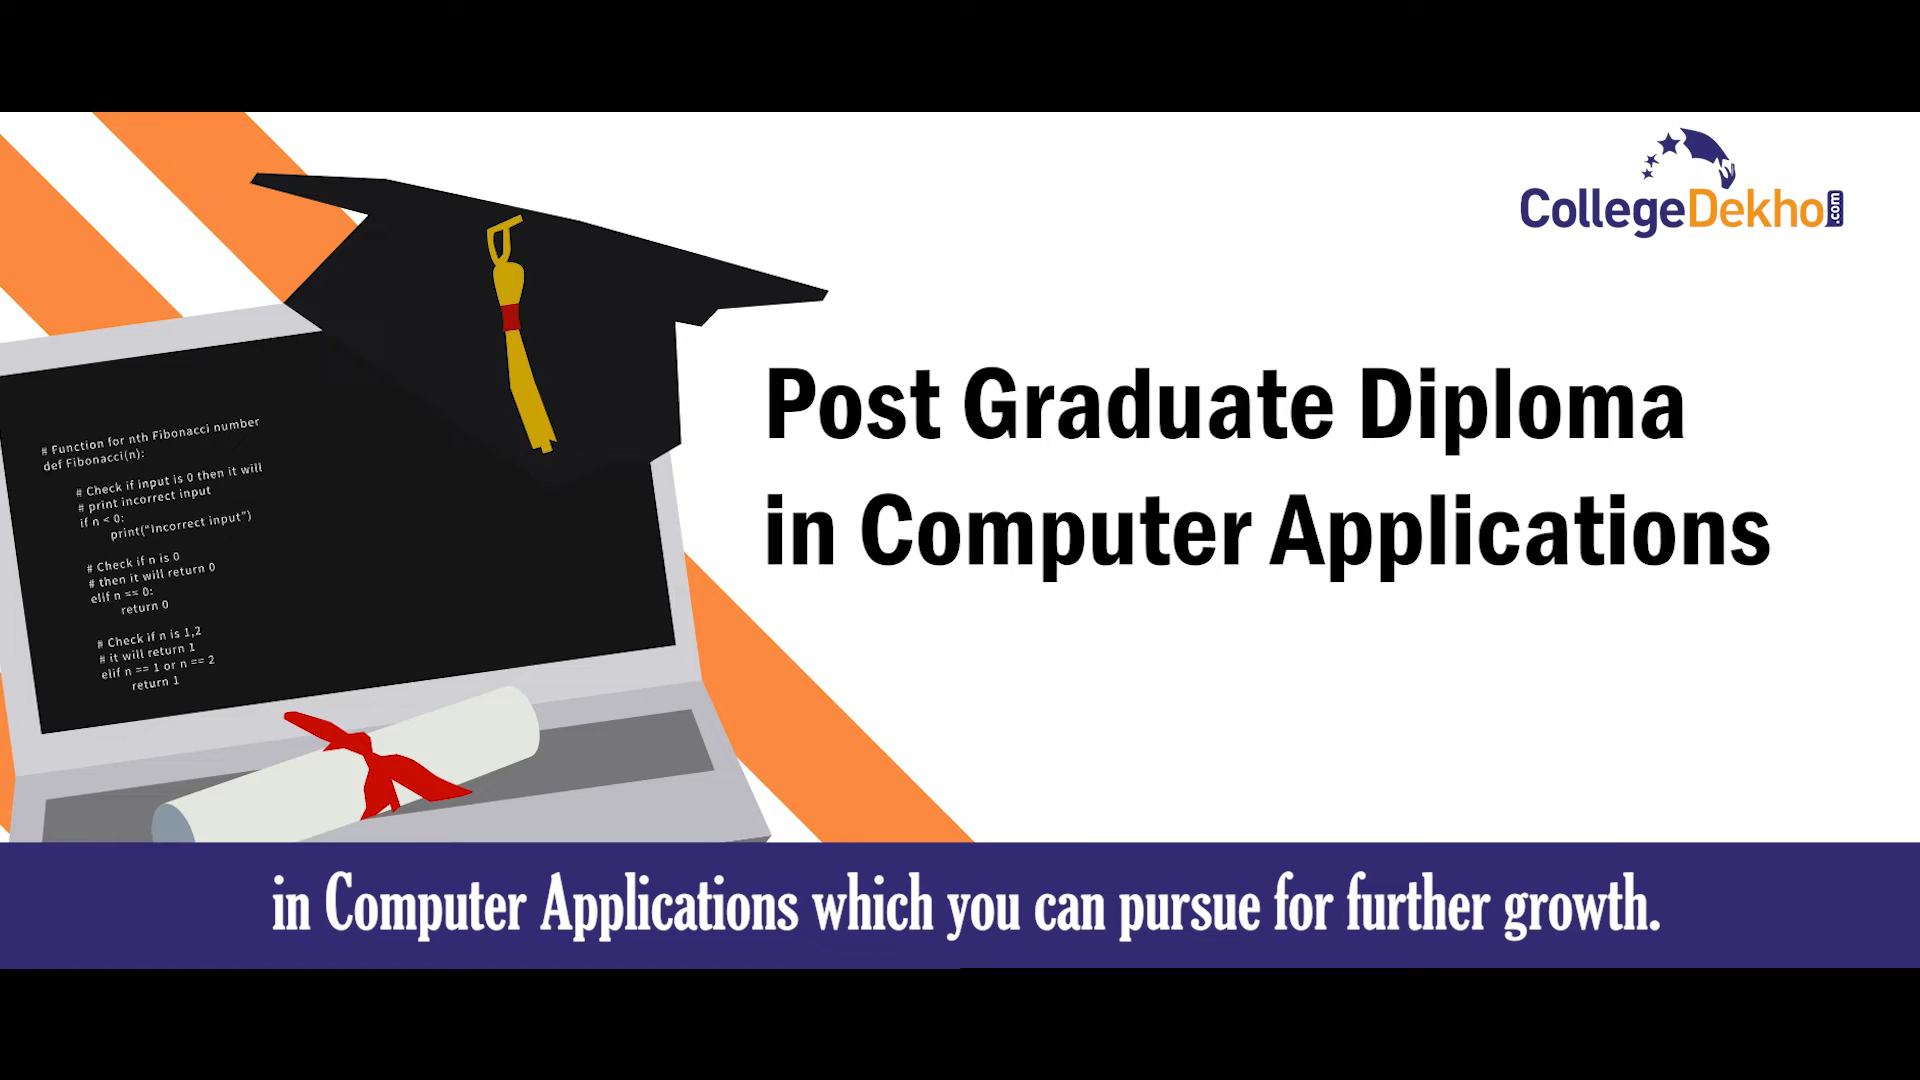 CollegeDekho.com
Post Graduate Diploma
in Computer Applications
# Function for nth Fibonacci number
def Fibonacci(n):
# Check if input is 0 then it will
# print incorrect input
if n < 0:
print("Incorrect input")
# Check if n is 0
# then it will return 0
elif n == 0:
return 0
# Check if n is 1,2
# it will return 1
elif n == 1 or n == 2
return 1
in Computer Applications which you can pursue for further growth.